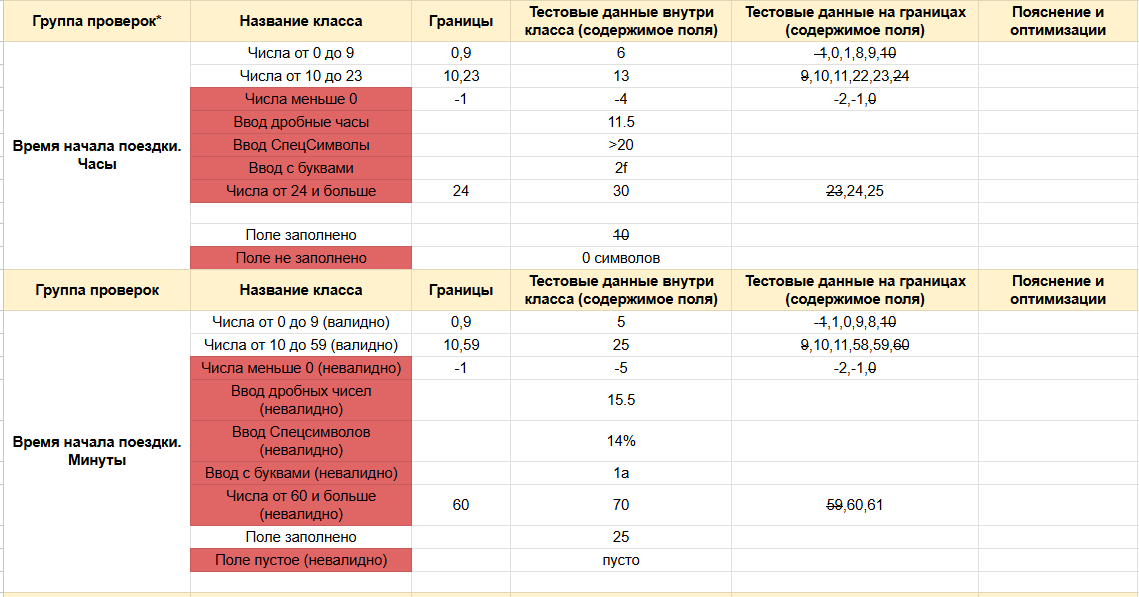 Группа проверок* Название класса Границы Тестовые данные внутри класса (содержимое поля) Тестовые данные на границах (содержимое поля) Пояснение и оптимизации
Время начала поездки. Часы
Числа от 0 до 9 0,9 6 -1,0,1,8,9,10
Числа от 10 до 23 10,23 13 9,10,11,22,23,24
Числа меньше 0 -1 -4 -2,-1,0
Ввод дробные часы 11.5
Ввод СпецСимволы >20
Ввод с буквами 2f
Числа от 24 и больше 24 30 23,24,25
Поле заполнено 10
Поле не заполнено 0 символов
Группа проверок Название класса Границы Тестовые данные внутри класса (содержимое поля) Тестовые данные на границах (содержимое поля) Пояснение и оптимизации
Время начала поездки. Минуты
Числа от 0 до 9 (валидно) 0,9 5 -1,1,0,9,8,10
Числа от 10 до 59 (валидно) 10,59 25 9,10,11,58,59,60
Числа меньше 0 (невалидно) -1 -5 -2,-1,0
Ввод дробных чисел (невалидно) 15.5
Ввод Спецсимволов (невалидно) 14%
Ввод с буквами (невалидно) 1a
Числа от 60 и больше (невалидно) 60 70 59,60,61
Поле заполнено 25
Поле пустое (невалидно) пусто